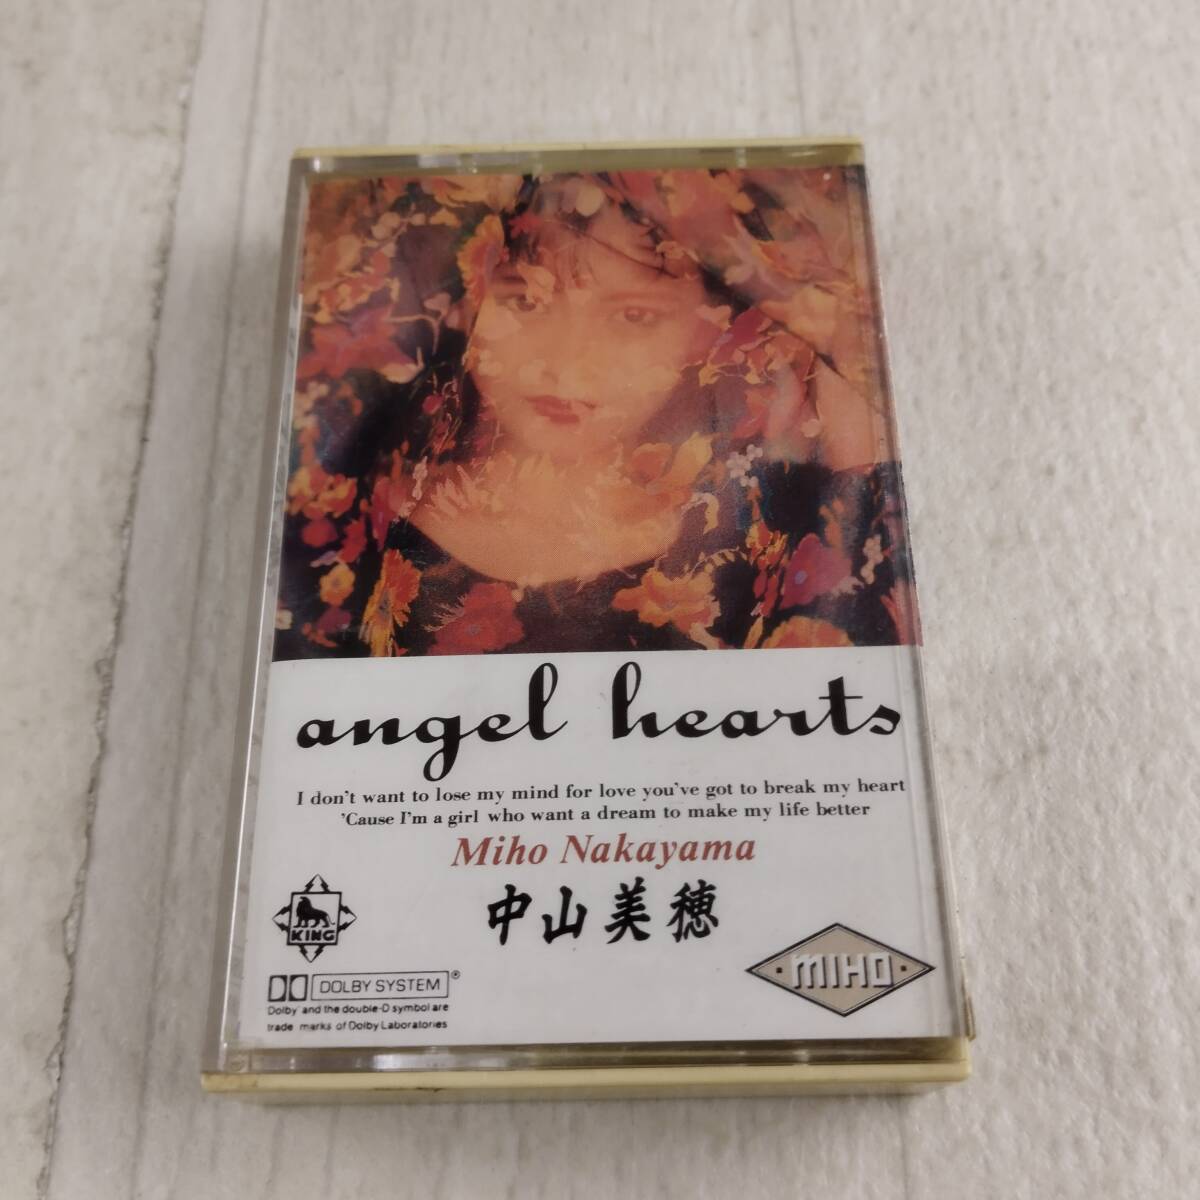 angel hearts
I don't want to lose my mind for love you've got to break my heart
'Cause I'm a girl who want a dream to make my life better
Miho Nakayama
中山美穂
KING
MIHO
DOLBY SYSTEM®
Dolby and the double-D symbol are
trade marks of Dolby Laboratories